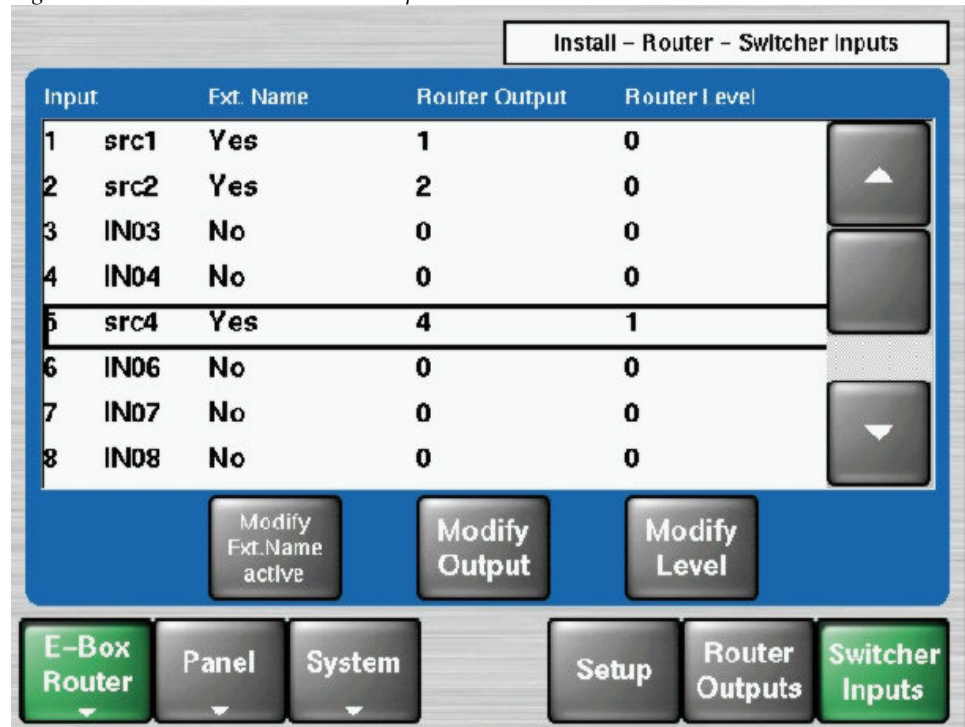 Install – Router – Switcher Inputs
Input Ext. Name Router Output Router Level
1 src1 Yes 1 0
2 src2 Yes 2 0
3 IN03 No 0 0
4 IN04 No 0 0
5 src4 Yes 4 1
6 IN06 No 0 0
7 IN07 No 0 0
8 IN08 No 0 0
Modify
Ext.Name
active
Modify
Output
Modify
Level
E-Box
Router
Panel
System
Setup
Router
Outputs
Switcher
Inputs